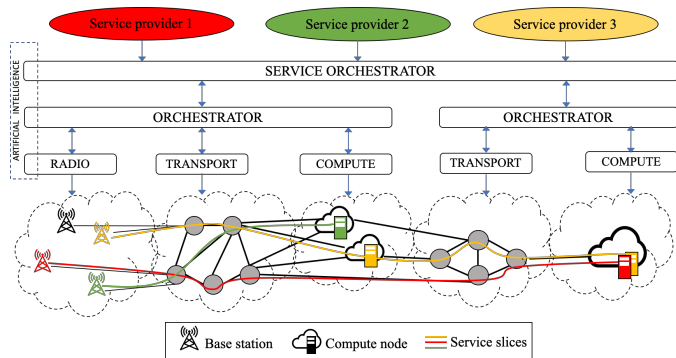 Service provider 1
Service provider 2
Service provider 3
ARTIFICIAL INTELLIGENCE
SERVICE ORCHESTRATOR
ORCHESTRATOR
ORCHESTRATOR
RADIO
TRANSPORT
COMPUTE
TRANSPORT
COMPUTE
Base station
Compute node
Service slices